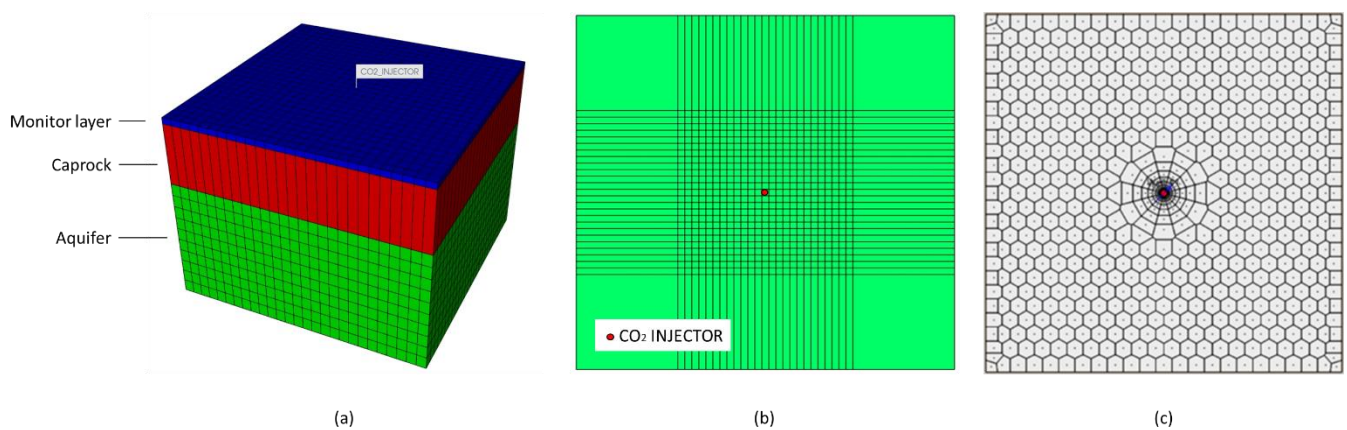 CO2_INJECTOR
Monitor layer
Caprock
Aquifer
CO₂ INJECTOR
(a)
(b)
(c)